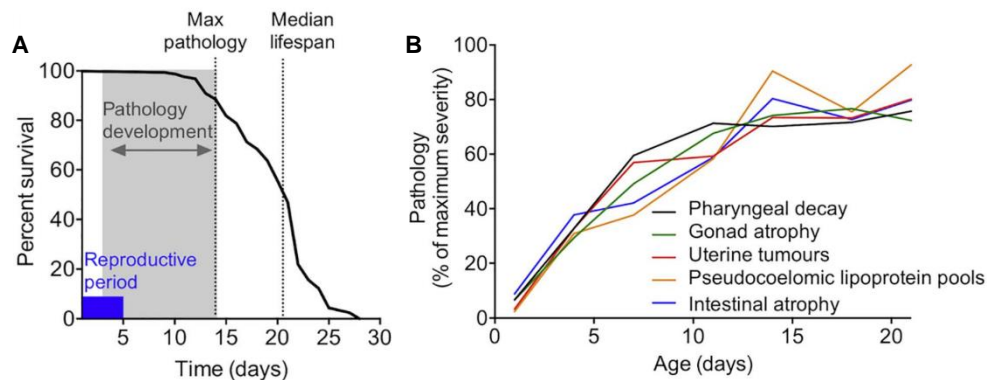 A
Max
pathology
Median
lifespan
Percent survival
100
80
60
40
20
0
Pathology
development
Reproductive
period
5
10
15
20
25
30
Time (days)
B
Pathology
(% of maximum severity)
100
80
60
40
20
0
Pharyngeal decay
Gonad atrophy
Uterine tumours
Pseudocoelomic lipoprotein pools
Intestinal atrophy
0
5
10
15
20
Age (days)